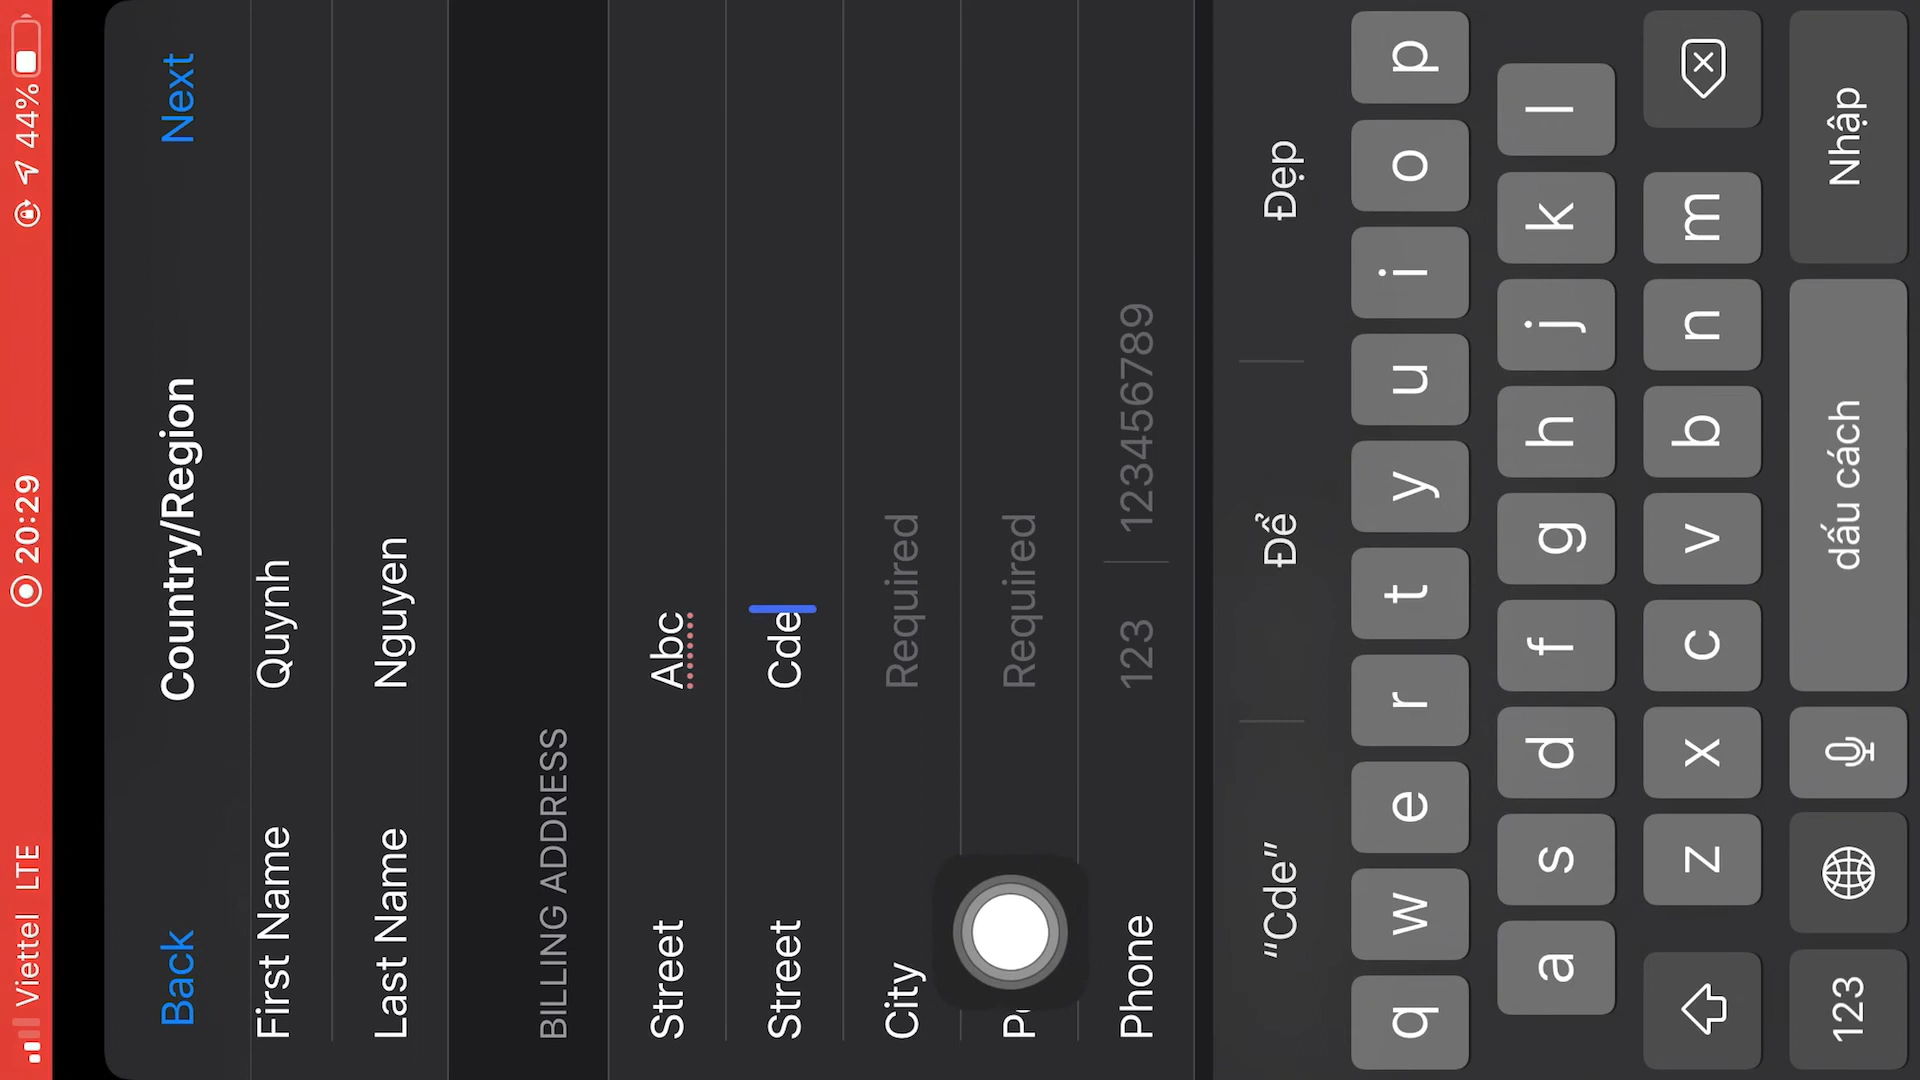 Viettel LTE 20:29 44%
Back Country/Region Next
First Name Quynh
Last Name Nguyen
BILLING ADDRESS
Street Abc
Street Cde
City Required
Required
Phone 123 123456789
"Cde" Để Đẹp
q w e r t y u i o p
a s d f g h j k l
z x c v b n m
123 dấu cách Nhập